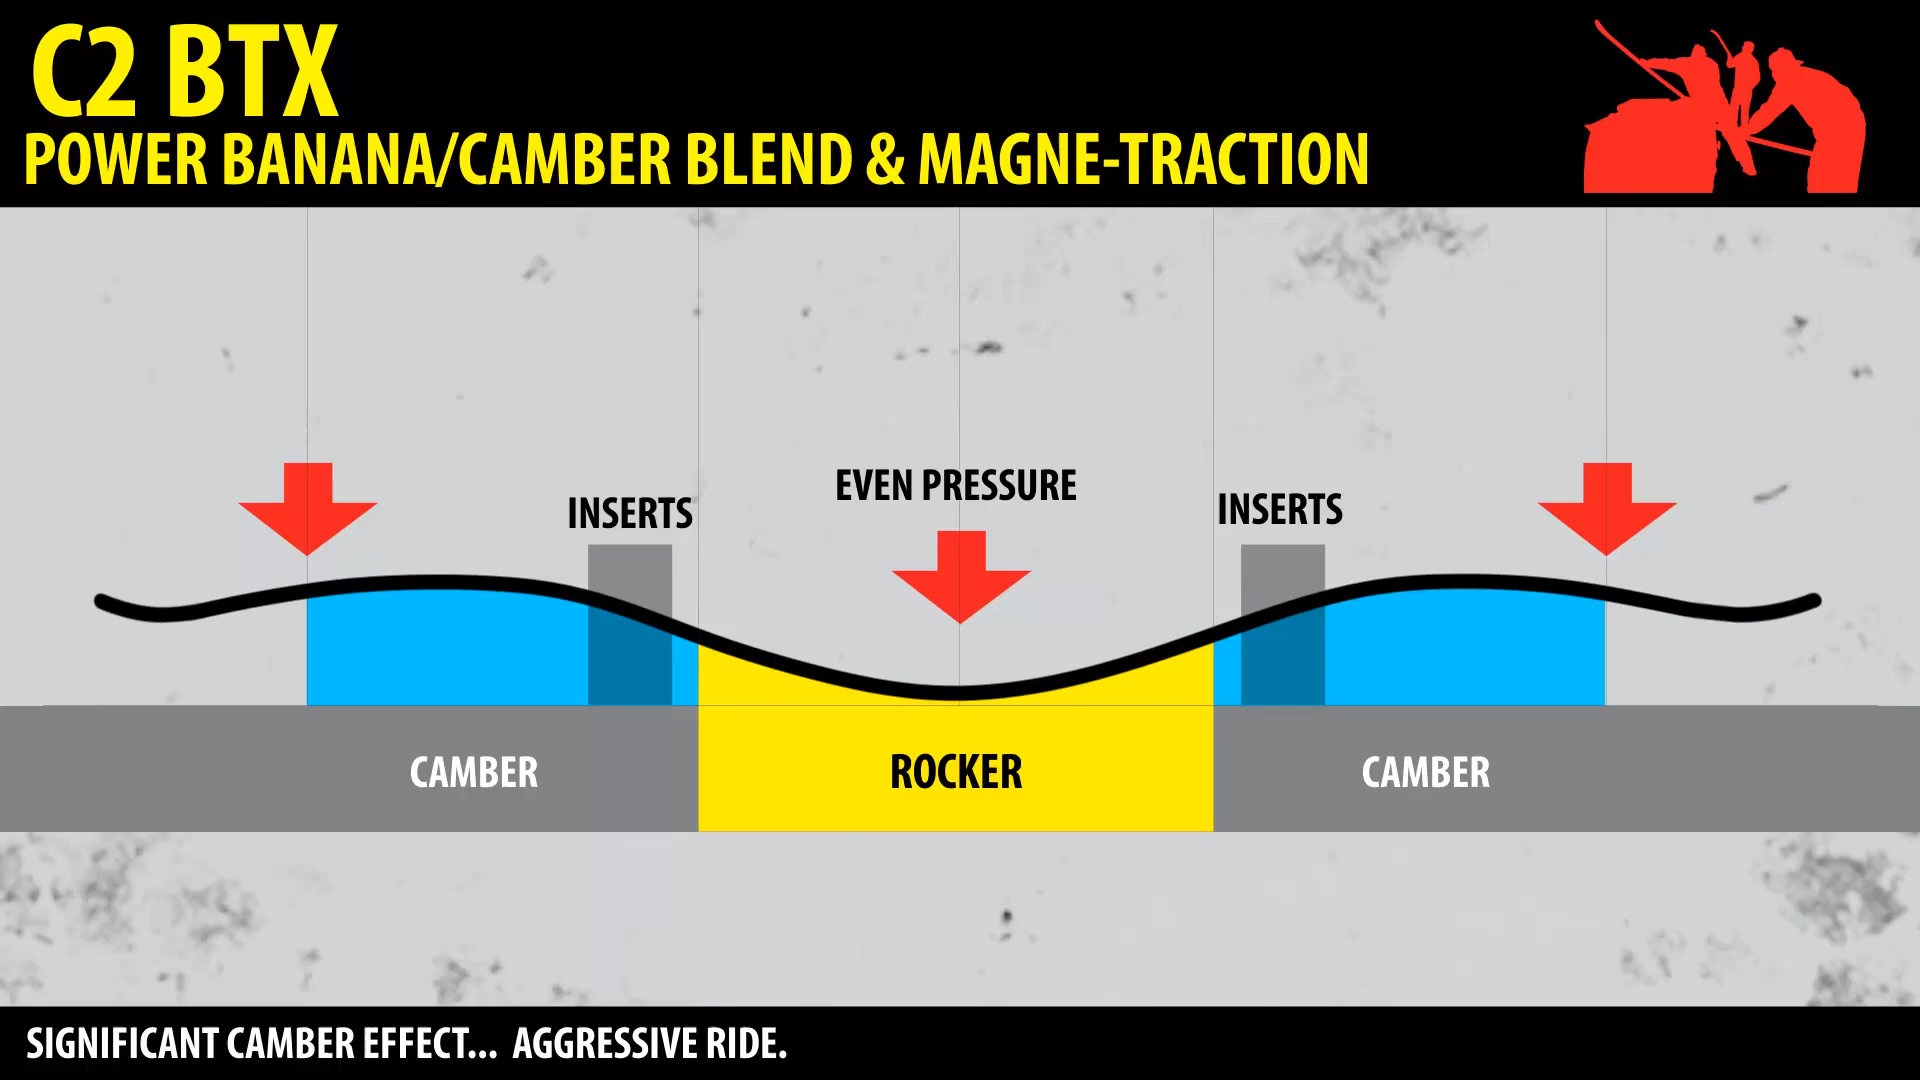 C2 BTX
POWER BANANA/CAMBER BLEND & MAGNE-TRACTION
EVEN PRESSURE
INSERTS
INSERTS
CAMBER
ROCKER
CAMBER
SIGNIFICANT CAMBER EFFECT... AGGRESSIVE RIDE.